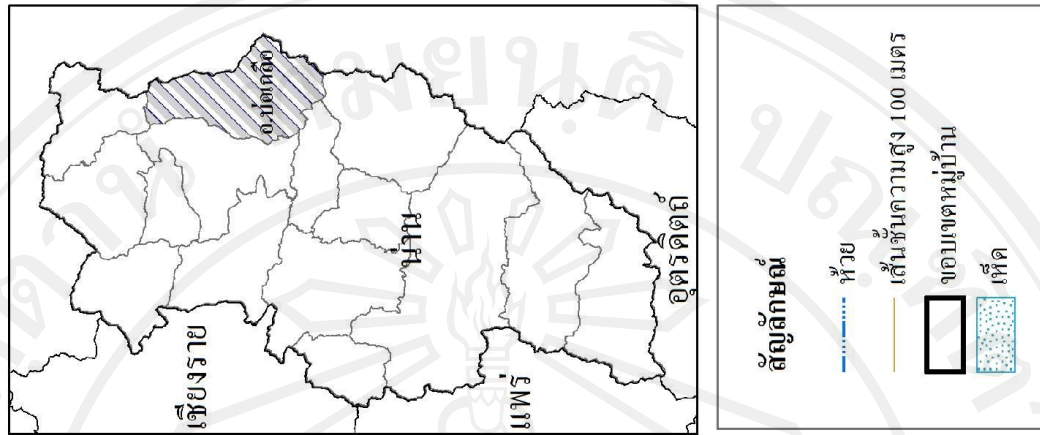 อ.บ่อเกลือ
น่าน
เชียงราย
แพร่
อุตรดิตถ์
สัญลักษณ์
ห้วย
เส้นชั้นความสูง 100 เมตร
ขอบเขตหมู่บ้าน
เห็ด